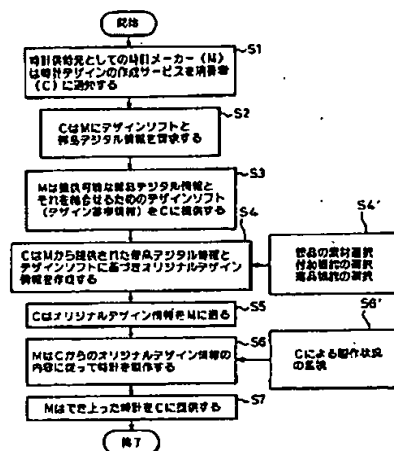 開始
S1
時計供給元としての時計メーカー(M)
は時計デザインの作成サービスを消費者
(C)に通知する
S2
CはMにデザインソフトと
部品デジタル情報を要求する
S3
Mは提供可能な部品デジタル情報と
それを組合せるためのデザインソフト
(デザイン基本情報)をCに提供する
S4
S4'
CはMから提供された部品デジタル情報と
デザインソフトに基づきオリジナルデザイン
情報を作成する
部品の素材選択
付加機能の選択
S5
CはオリジナルデザインI情報をMに送る
S6
S6'
MはCからのオリジナルデザイン情報の
内容に従って時計を製作する
Cによる製作状況
の監視
S7
Mはでき上った時計をCに提供する
終了